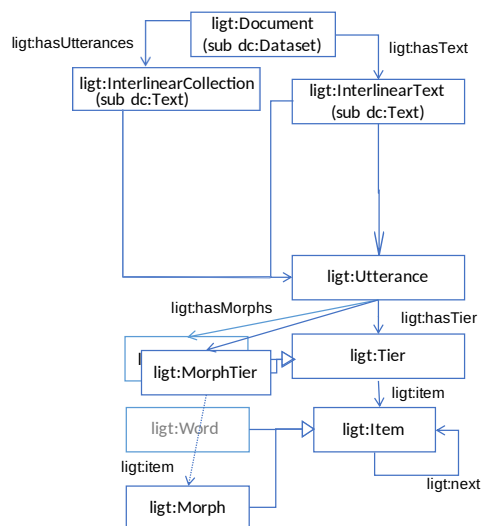 ligt:Document
(sub dc:Dataset)
ligt:hasUtterances
ligt:hasText
ligt:InterlinearCollection
(sub dc:Text)
ligt:InterlinearText
(sub dc:Text)
ligt:Utterance
ligt:hasMorphs
ligt:hasTier
ligt:Tier
ligt:MorphTier
ligt:item
ligt:Word
ligt:Item
ligt:item
ligt:next
ligt:Morph